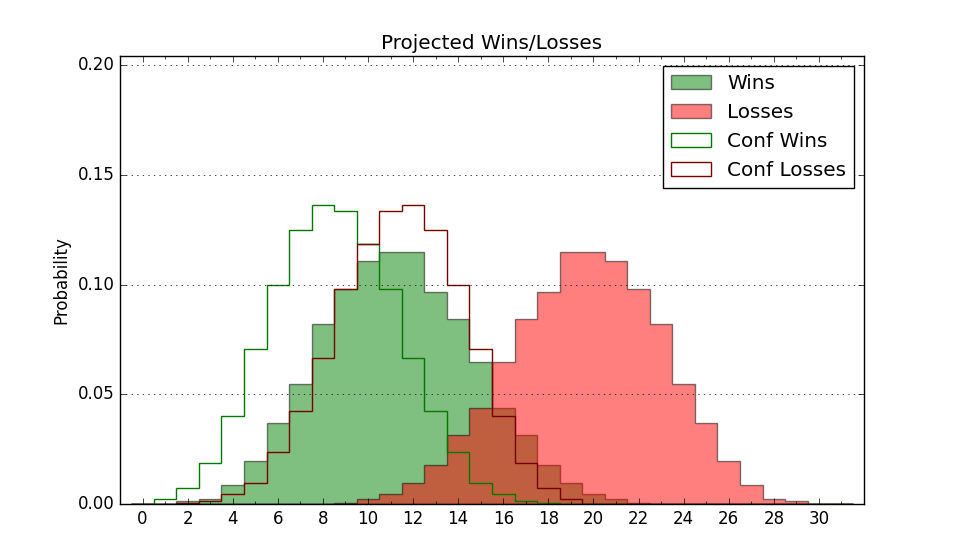 Projected Wins/Losses
0.20
0.15
0.10
0.05
0.00
Probability
Wins
Losses
Conf Wins
Conf Losses
0 2 4 6 8 10 12 14 16 18 20 22 24 26 28 30